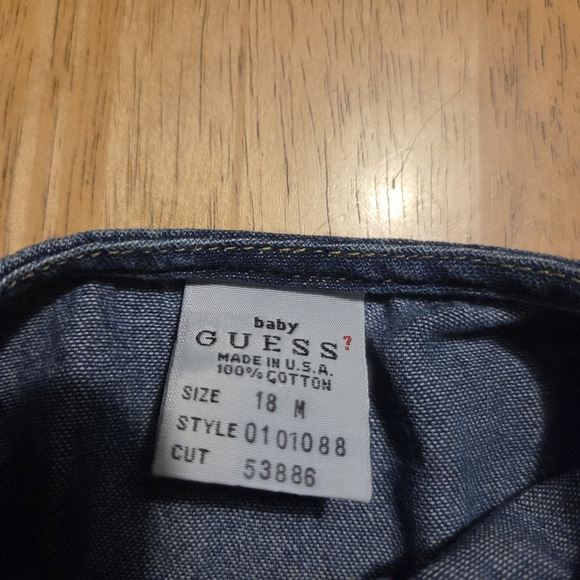 baby
GUESS?
MADE IN U.S.A.
100% COTTON
SIZE 18 M
STYLE 0101088
CUT 53886